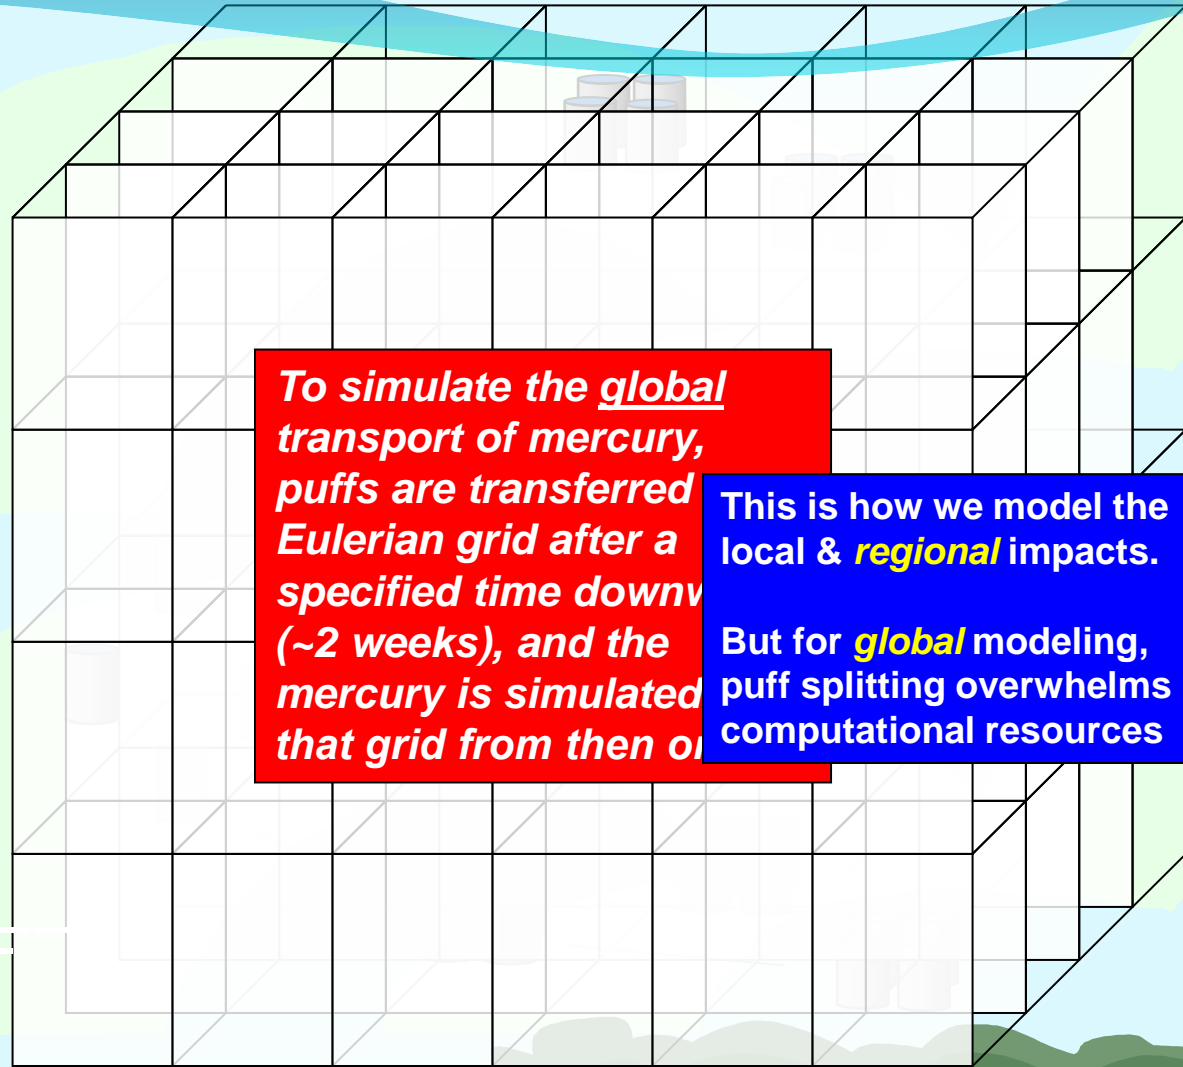 To simulate the global
transport of mercury,
puffs are transferred
Eulerian grid after a
specified time
(~2 weeks), and the
mercury is simulated
that grid from then
This is how we model the
local & regional impacts.
But for global modeling,
puff splitting overwhelms
computational resources